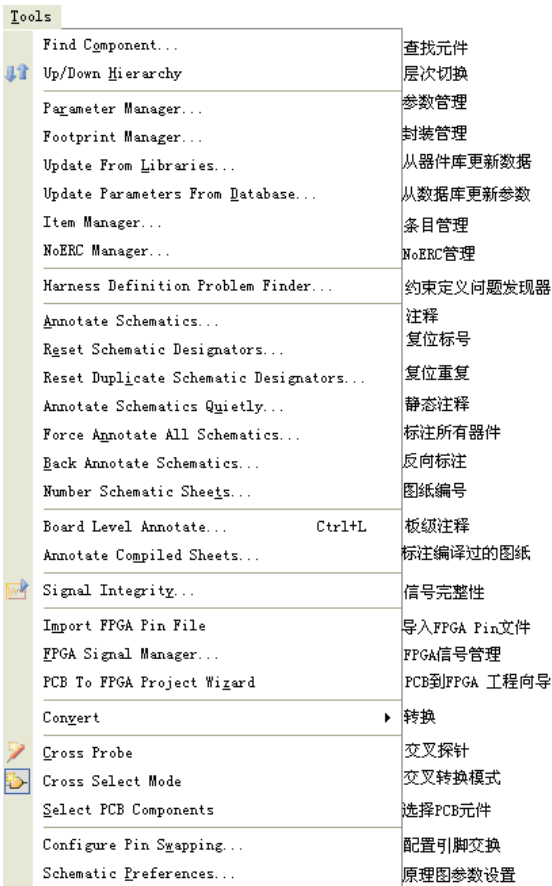 Tools
Find Component... 查找元件
Up/Down Hierarchy 层次切换
Parameter Manager... 参数管理
Footprint Manager... 封装管理
Update From Libraries... 从器件库更新数据
Update Parameters From Database... 从数据库更新参数
Item Manager... 条目管理
NoERC Manager... NoERC管理
Harness Definition Problem Finder... 约束定义问题发现器
Annotate Schematics... 注释
Reset Schematic Designators... 复位标号
Reset Duplicate Schematic Designators... 复位重复
Annotate Schematics Quietly... 静态注释
Force Annotate All Schematics... 标注所有器件
Back Annotate Schematics... 反向标注
Number Schematic Sheets... 图纸编号
Board Level Annotate... Ctrl+L 板级注释
Annotate Compiled Sheets... 标注编译过的图纸
Signal Integrity... 信号完整性
Import FPGA Pin File 导入FPGA Pin文件
FPGA Signal Manager... FPGA信号管理
PCB To FPGA Project Wizard PCB到FPGA 工程向导
Convert 转换
Cross Probe 交叉探针
Cross Select Mode 交叉转换模式
Select PCB Components 选择PCB元件
Configure Pin Swapping... 配置引脚交换
Schematic Preferences... 原理图参数设置